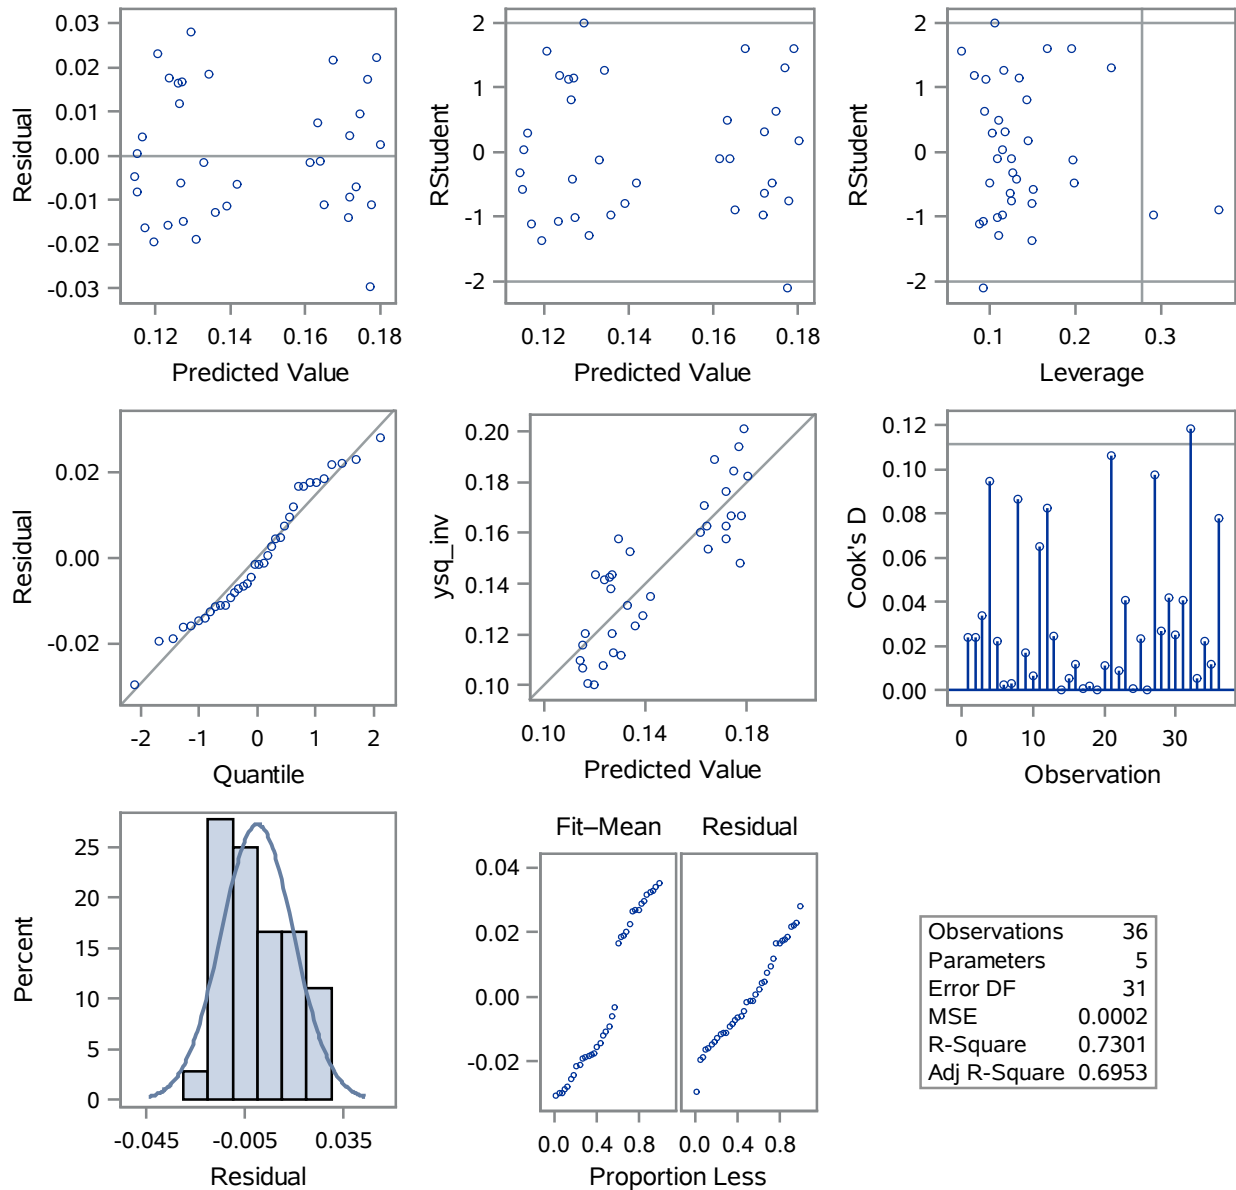 0.03
0.02
0.01
0.00
-0.01
-0.02
-0.03
Residual
0.12 0.14 0.16 0.18
Predicted Value
2
1
0
-1
-2
RStudent
0.12 0.14 0.16 0.18
Predicted Value
2
1
0
-1
-2
RStudent
0.1 0.2 0.3
Leverage
0.02
0.00
-0.02
Residual
-2 -1 0 1 2
Quantile
0.20
0.18
0.16
0.14
0.12
0.10
ysq_inv
0.10 0.14 0.18
Predicted Value
0.12
0.10
0.08
0.06
0.04
0.02
0.00
Cook's D
0 10 20 30
Observation
25
20
15
10
5
0
Percent
-0.045 -0.005 0.035
Residual
Fit–Mean Residual
0.04
0.02
0.00
-0.02
0.0 0.4 0.8 0.0 0.4 0.8
Proportion Less
Observations 36
Parameters 5
Error DF 31
MSE 0.0002
R-Square 0.7301
Adj R-Square 0.6953